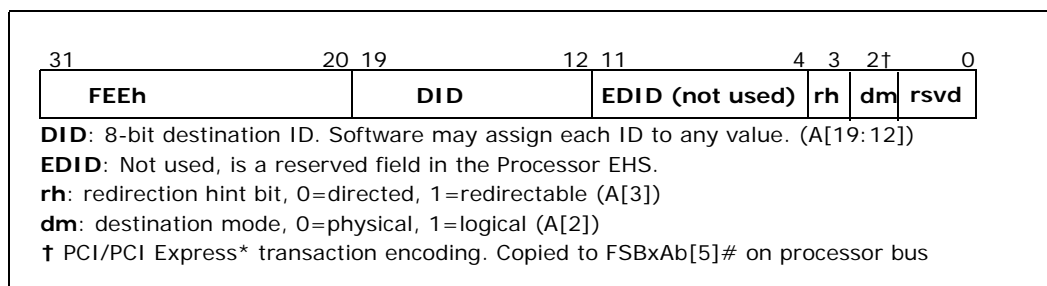 31 20 19 12 11 4 3 2† 0
FEEh DID EDID (not used) rh dm rsvd
DID: 8-bit destination ID. Software may assign each ID to any value. (A[19:12])
EDID: Not used, is a reserved field in the Processor EHS.
rh: redirection hint bit, 0=directed, 1=redirectable (A[3])
dm: destination mode, 0=physical, 1=logical (A[2])
† PCI/PCI Express* transaction encoding. Copied to FSBxAb[5]# on processor bus